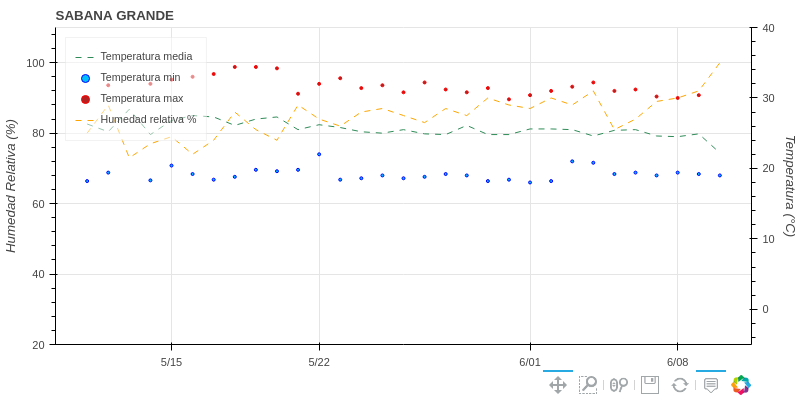 SABANA GRANDE
Temperatura media
Temperatura min
Temperatura max
Humedad relativa %
Humedad Relativa (%)
100
80
60
40
20
Temperatura (°C)
40
30
20
10
0
5/15
5/22
6/01
6/08